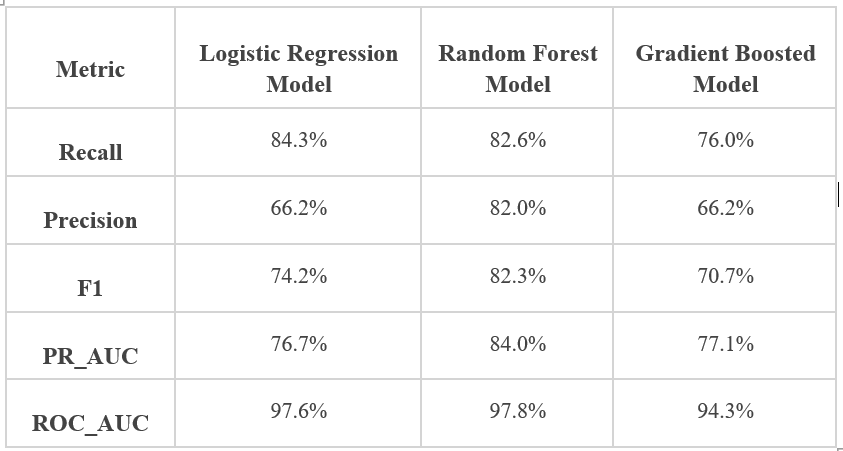 Metric
Logistic Regression
Model
Random Forest
Model
Gradient Boosted
Model
Recall
84.3%
82.6%
76.0%
Precision
66.2%
82.0%
66.2%
F1
74.2%
82.3%
70.7%
PR_AUC
76.7%
84.0%
77.1%
ROC_AUC
97.6%
97.8%
94.3%